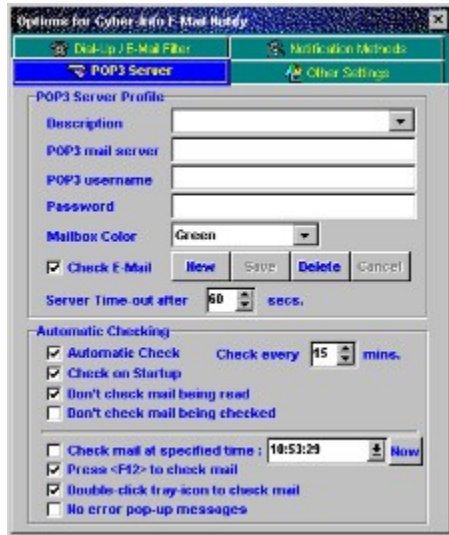 Options for Cyber-Info E-Mail Notify
Dial-Up / E-Mail Filter
Notification Methods
POP3 Server
Other Settings
POP3 Server Profile
Description
POP3 mail server
POP3 username
Password
Mailbox Color Green
Check E-Mail New Save Delete Cancel
Server Time-out after 60 secs.
Automatic Checking
Automatic Check Check every 15 mins.
Check on Startup
Don't check mail being read
Don't check mail being checked
Check mail at specified time : 10:53:29 Now
Press <F12> to check mail
Double-click tray-icon to check mail
No error pop-up messages